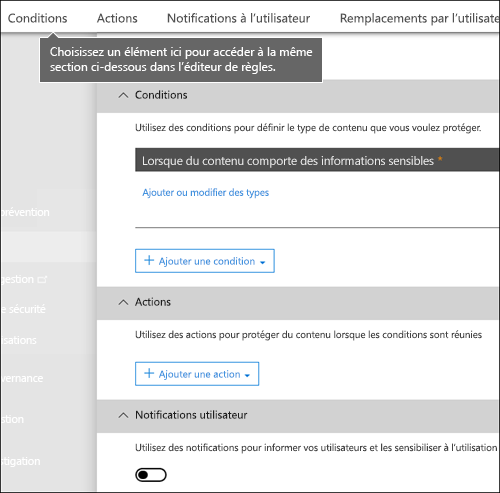 Conditions Actions Notifications à l'utilisateur Remplacements par l'utilisate
Choisissez un élément ici pour accéder à la même
section ci-dessous dans l'éditeur de règles.
Conditions
Utilisez des conditions pour définir le type de contenu que vous voulez protéger.
Lorsque du contenu comporte des informations sensibles *
Ajouter ou modifier des types
prévention
Ajouter une condition
gestion
e sécurité
Actions
isations
Utilisez des actions pour protéger du contenu lorsque les conditions sont réunies
vernance
Ajouter une action
Notifications utilisateur
stion
Utilisez des notifications pour informer vos utilisateurs et les sensibiliser à l'utilisation
stigation